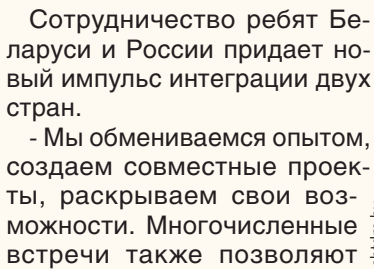 Сотрудничество ребят Бе-
ларуси и России придает но-
вый импульс интеграции двух
стран.
- Мы обмениваемся опытом,
создаем совместные проек-
ты, раскрываем свои воз-
можности. Многочисленные
встречи также позволяют